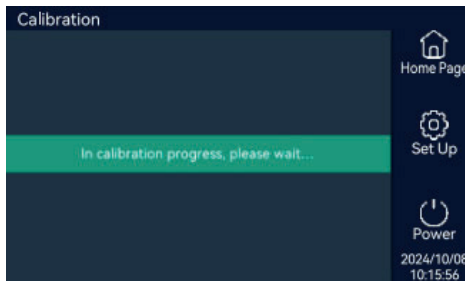 Calibration
Home Page
In calibration progress, please wait...
Set Up
Power
2024/10/08
10:15:56